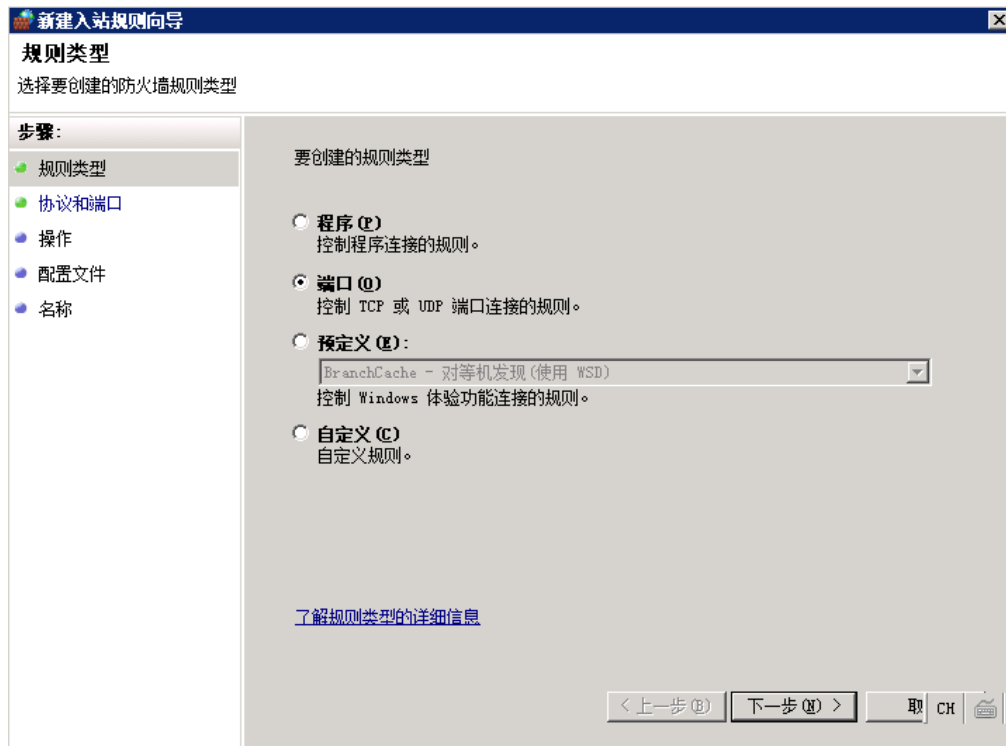 新建入站规则向导
规则类型
选择要创建的防火墙规则类型
步骤:
规则类型
协议和端口
操作
配置文件
名称
要创建的规则类型
程序(P)
控制程序连接的规则。
端口(O)
控制 TCP 或 UDP 端口连接的规则。
预定义(E):
BranchCache - 对等机发现(使用 WSD)
控制 Windows 体验功能连接的规则。
自定义(C)
自定义规则。
了解规则类型的详细信息
< 上一步(B) 下一步(N) > 取 CH